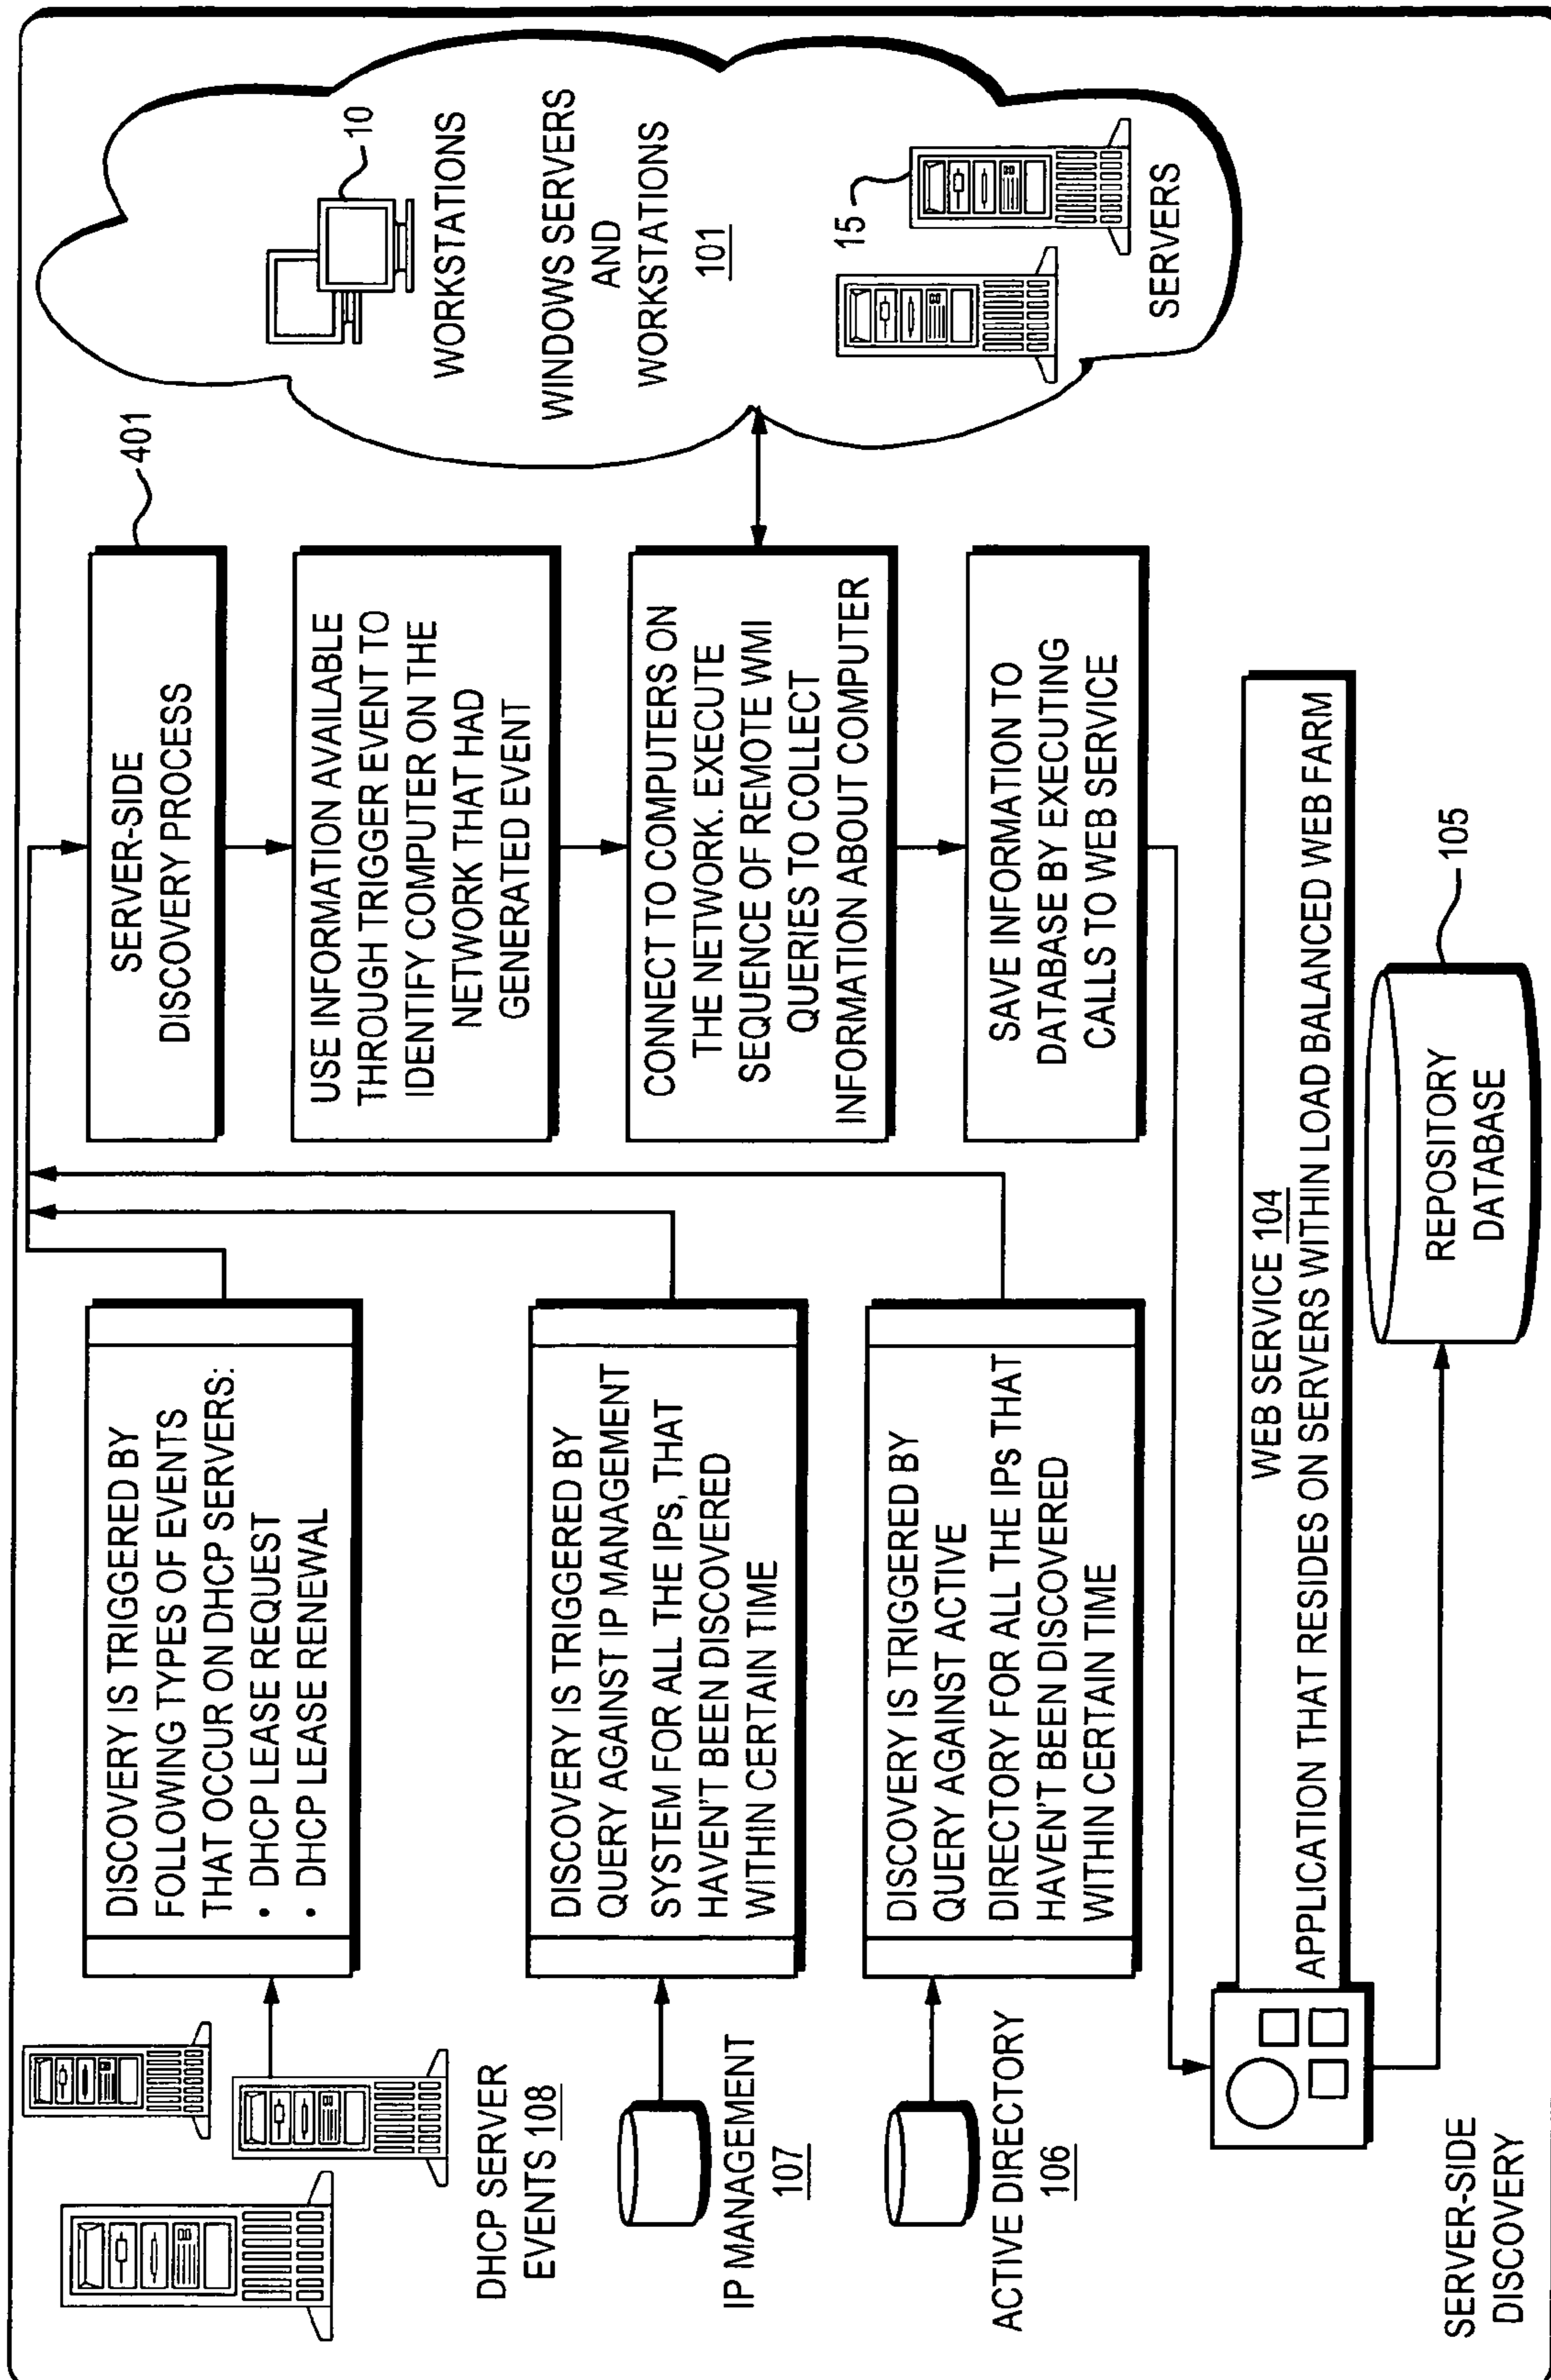 DHCP SERVER
EVENTS 108
DISCOVERY IS TRIGGERED BY
FOLLOWING TYPES OF EVENTS
THAT OCCUR ON DHCP SERVERS:
• DHCP LEASE REQUEST
• DHCP LEASE RENEWAL
IP MANAGEMENT
107
DISCOVERY IS TRIGGERED BY
QUERY AGAINST IP MANAGEMENT
SYSTEM FOR ALL THE IPs, THAT
HAVEN'T BEEN DISCOVERED
WITHIN CERTAIN TIME
ACTIVE DIRECTORY
106
DISCOVERY IS TRIGGERED BY
QUERY AGAINST ACTIVE
DIRECTORY FOR ALL THE IPs THAT
HAVEN'T BEEN DISCOVERED
WITHIN CERTAIN TIME
SERVER-SIDE
DISCOVERY PROCESS
401
USE INFORMATION AVAILABLE
THROUGH TRIGGER EVENT TO
IDENTIFY COMPUTER ON THE
NETWORK THAT HAD
GENERATED EVENT
CONNECT TO COMPUTERS ON
THE NETWORK. EXECUTE
SEQUENCE OF REMOTE WMI
QUERIES TO COLLECT
INFORMATION ABOUT COMPUTER
SAVE INFORMATION TO
DATABASE BY EXECUTING
CALLS TO WEB SERVICE
10
WORKSTATIONS
WINDOWS SERVERS
AND
WORKSTATIONS
101
15
SERVERS
WEB SERVICE 104
APPLICATION THAT RESIDES ON SERVERS WITHIN LOAD BALANCED WEB FARM
REPOSITORY
DATABASE
105
SERVER-SIDE
DISCOVERY